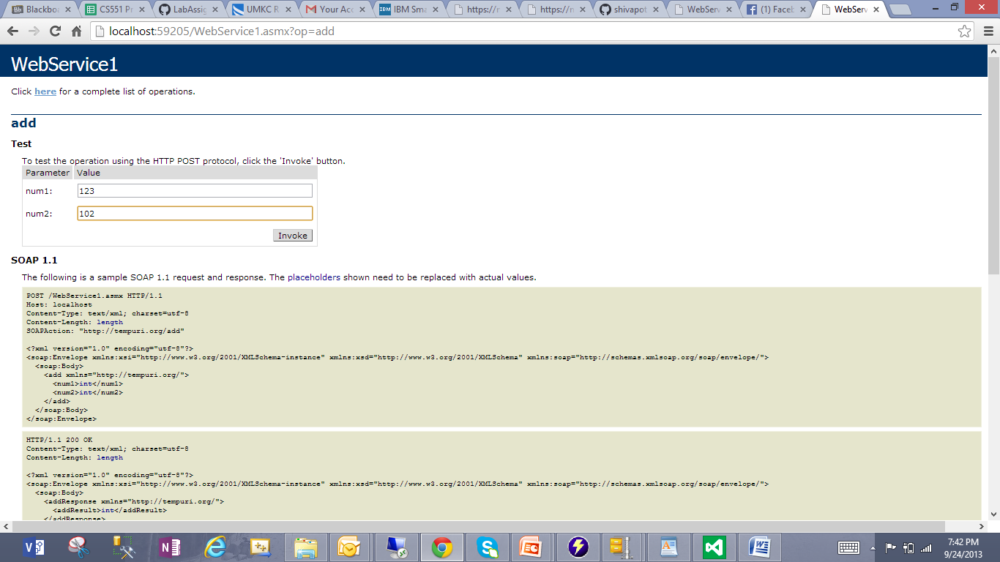 Blackboa
CS551 Pr
LabAssig
UMKC R
Your Acc
IBM Sma
https://n
https://n
shivapot
WebServ
(1) Faceb
WebServ
localhost:59205/WebService1.asmx?op=add
WebService1
Click here for a complete list of operations.
add
Test
To test the operation using the HTTP POST protocol, click the 'Invoke' button.
Parameter Value
num1: 123
num2: 102
Invoke
SOAP 1.1
The following is a sample SOAP 1.1 request and response. The placeholders shown need to be replaced with actual values.
POST /WebService1.asmx HTTP/1.1
Host: localhost
Content-Type: text/xml; charset=utf-8
Content-Length: length
SOAPAction: "http://tempuri.org/add"
<?xml version="1.0" encoding="utf-8"?>
<soap:Envelope xmlns:xsi="http://www.w3.org/2001/XMLSchema-instance" xmlns:xsd="http://www.w3.org/2001/XMLSchema" xmlns:soap="http://schemas.xmlsoap.org/soap/envelope/">
<soap:Body>
<add xmlns="http://tempuri.org/">
<num1>int</num1>
<num2>int</num2>
</add>
</soap:Body>
</soap:Envelope>
HTTP/1.1 200 OK
Content-Type: text/xml; charset=utf-8
Content-Length: length
<?xml version="1.0" encoding="utf-8"?>
<soap:Envelope xmlns:xsi="http://www.w3.org/2001/XMLSchema-instance" xmlns:xsd="http://www.w3.org/2001/XMLSchema" xmlns:soap="http://schemas.xmlsoap.org/soap/envelope/">
<soap:Body>
<addResponse xmlns="http://tempuri.org/">
<addResult>int</addResult>
</addResponse>
7:42 PM
9/24/2013